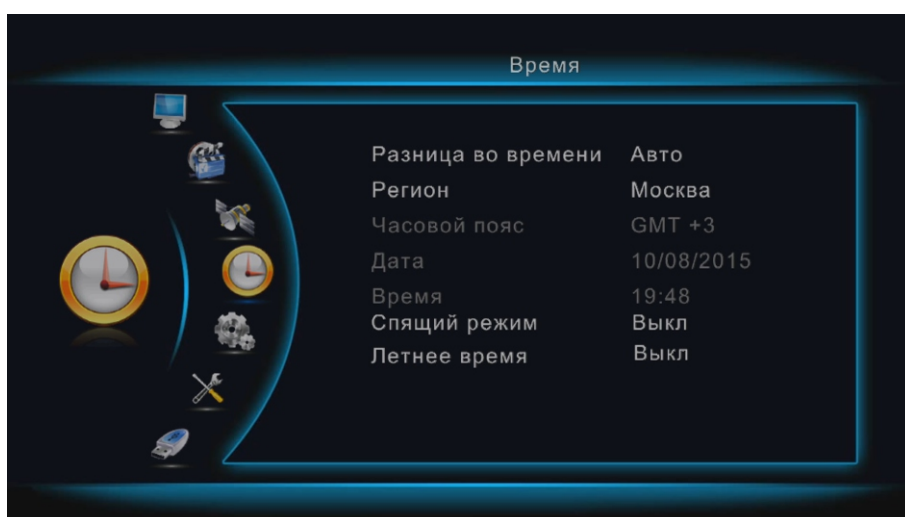 Время
Разница во времени Авто
Регион Москва
Часовой пояс GMT +3
Дата 10/08/2015
Время 19:48
Спящий режим Выкл
Летнее время Выкл